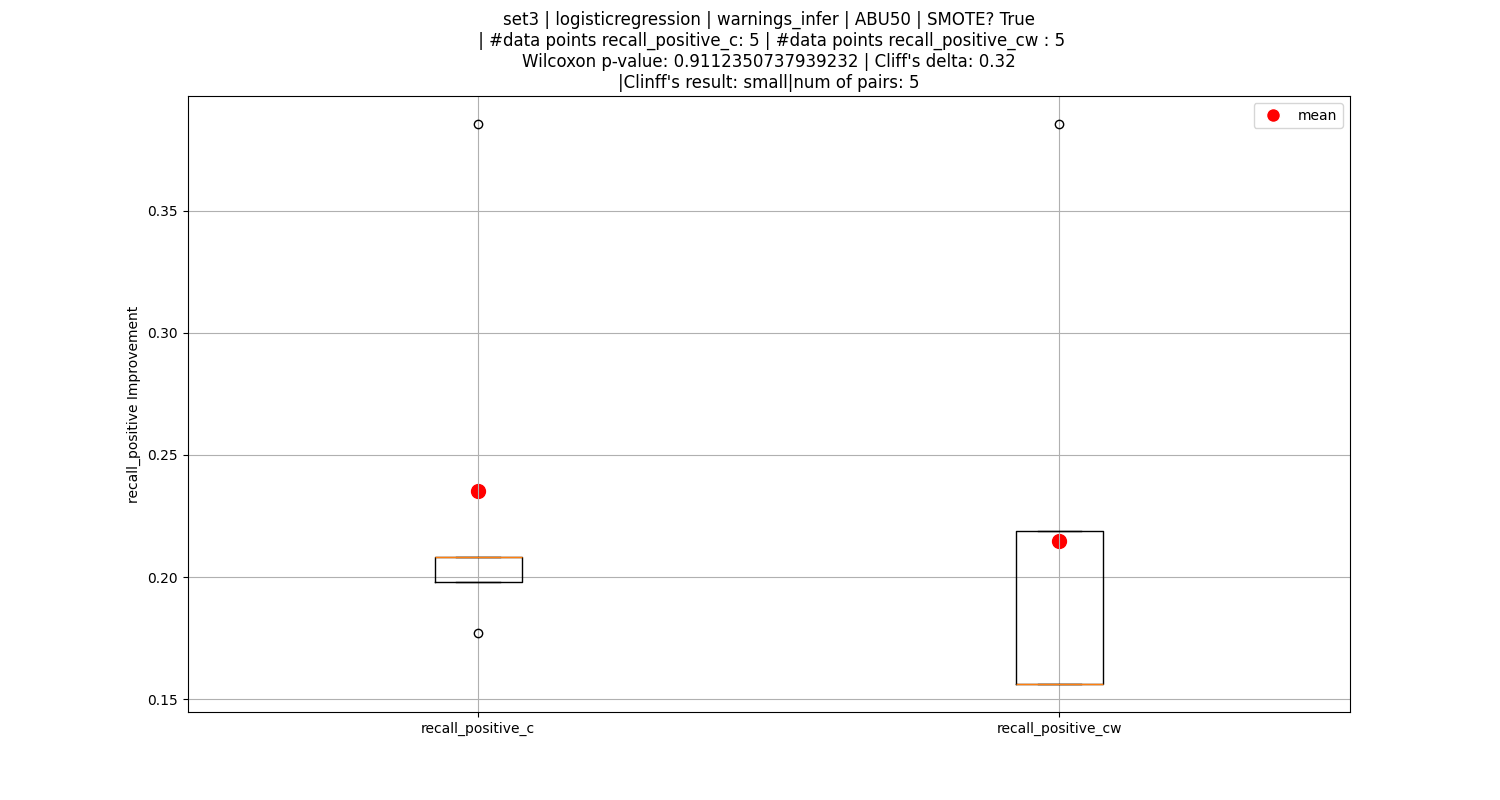 set3 | logisticregression | warnings_infer | ABU50 | SMOTE? True
| #data points recall_positive_c: 5 | #data points recall_positive_cw : 5
Wilcoxon p-value: 0.9112350737939232 | Cliff's delta: 0.32
|Clinff's result: small|num of pairs: 5
mean
0.35
0.30
0.25
0.20
0.15
recall_positive Improvement
recall_positive_c
recall_positive_cw